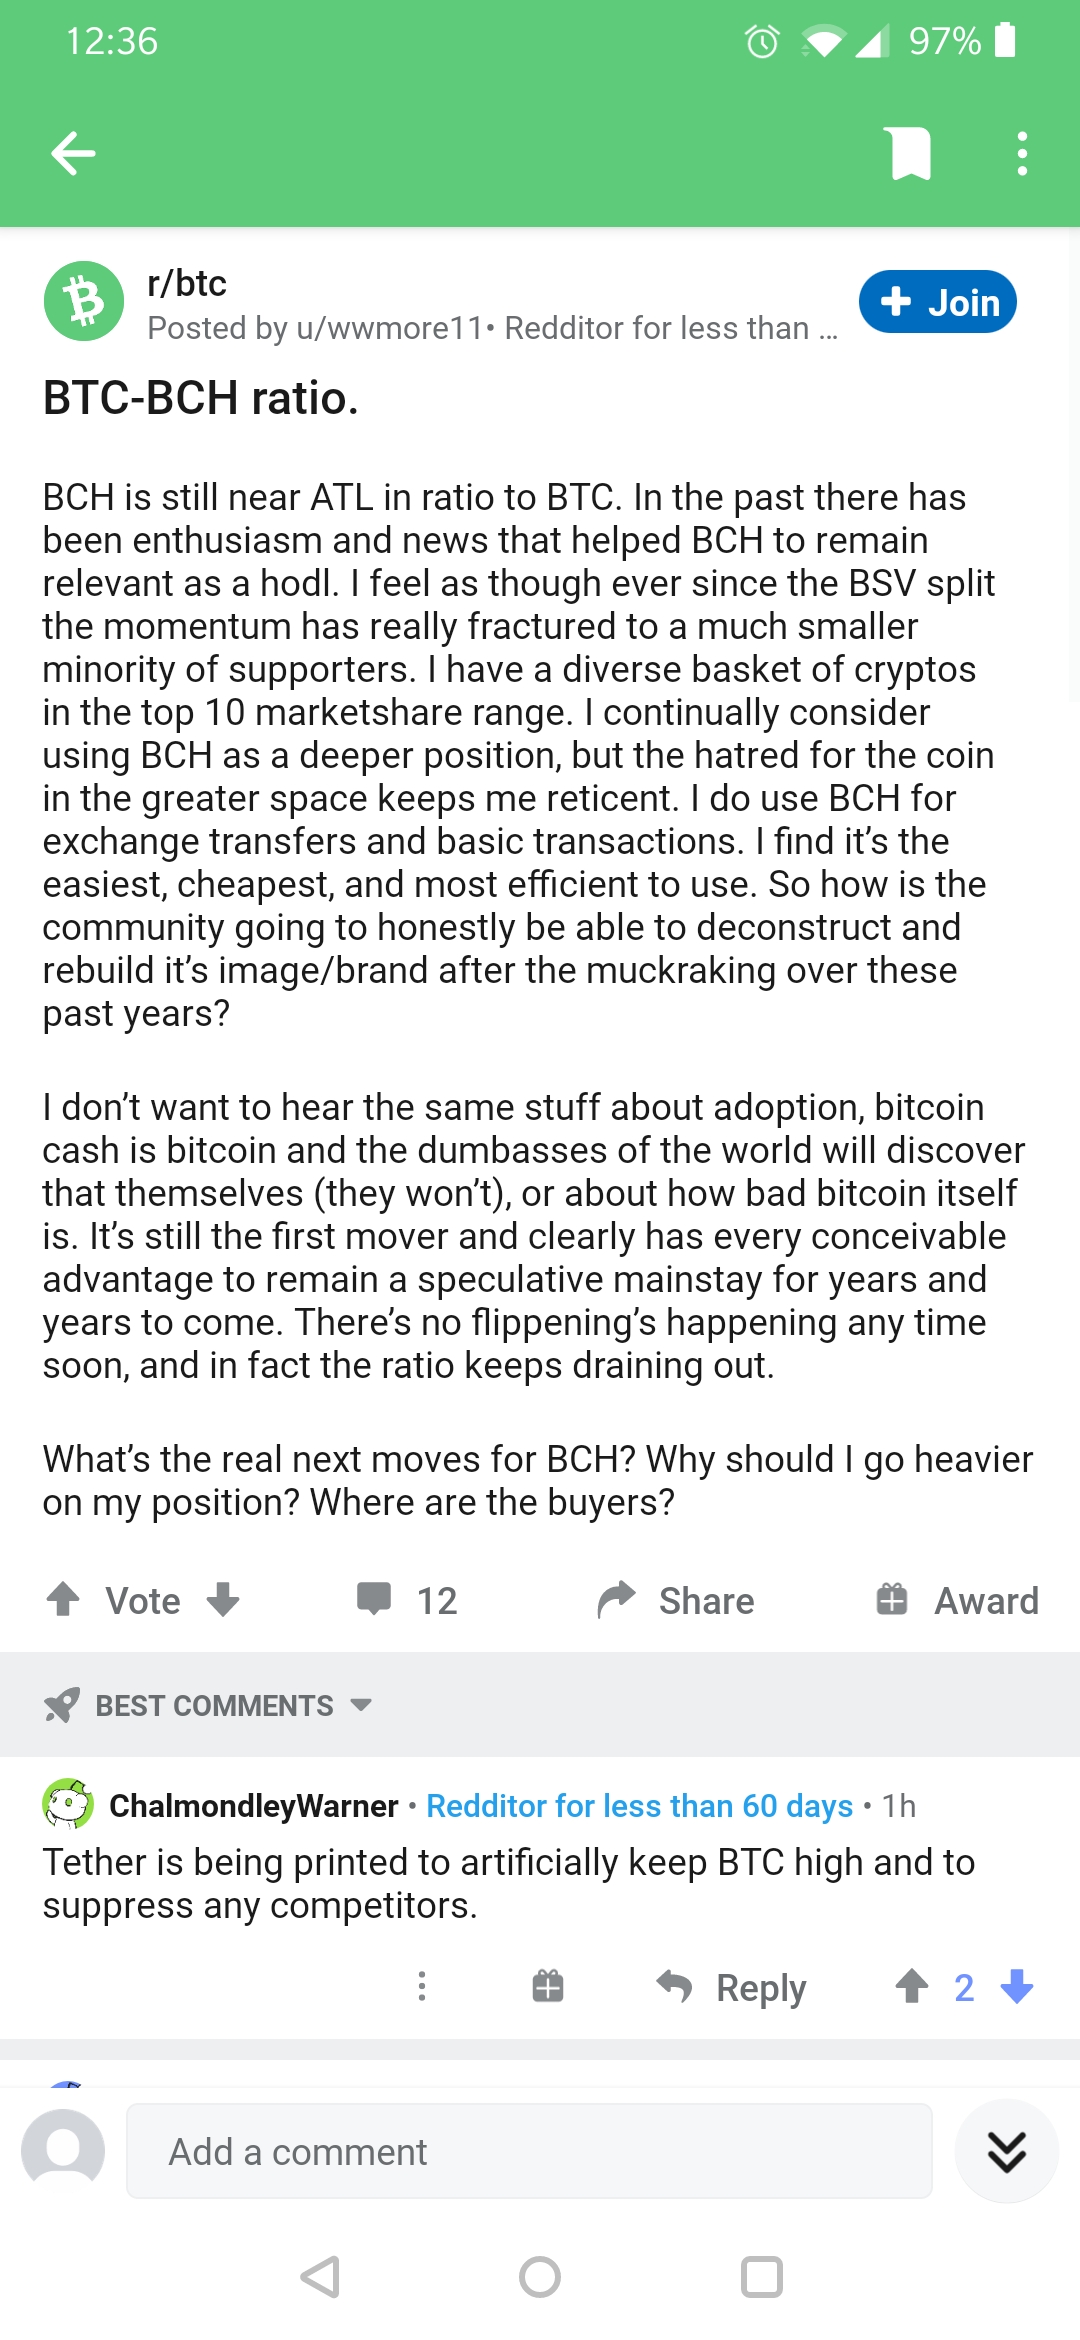 12:36
97%
r/btc
Posted by u/wwmore11• Redditor for less than ...
Join
BTC-BCH ratio.
BCH is still near ATL in ratio to BTC. In the past there has
been enthusiasm and news that helped BCH to remain
relevant as a hodl. I feel as though ever since the BSV split
the momentum has really fractured to a much smaller
minority of supporters. I have a diverse basket of cryptos
in the top 10 marketshare range. I continually consider
using BCH as a deeper position, but the hatred for the coin
in the greater space keeps me reticent. I do use BCH for
exchange transfers and basic transactions. I find it’s the
easiest, cheapest, and most efficient to use. So how is the
community going to honestly be able to deconstruct and
rebuild it’s image/brand after the muckraking over these
past years?
I don’t want to hear the same stuff about adoption, bitcoin
cash is bitcoin and the dumbasses of the world will discover
that themselves (they won’t), or about how bad bitcoin itself
is. It’s still the first mover and clearly has every conceivable
advantage to remain a speculative mainstay for years and
years to come. There’s no flippening’s happening any time
soon, and in fact the ratio keeps draining out.
What’s the real next moves for BCH? Why should I go heavier
on my position? Where are the buyers?
Vote
12
Share
Award
BEST COMMENTS
ChalmondleyWarner • Redditor for less than 60 days • 1h
Tether is being printed to artificially keep BTC high and to
suppress any competitors.
Reply
2
Add a comment